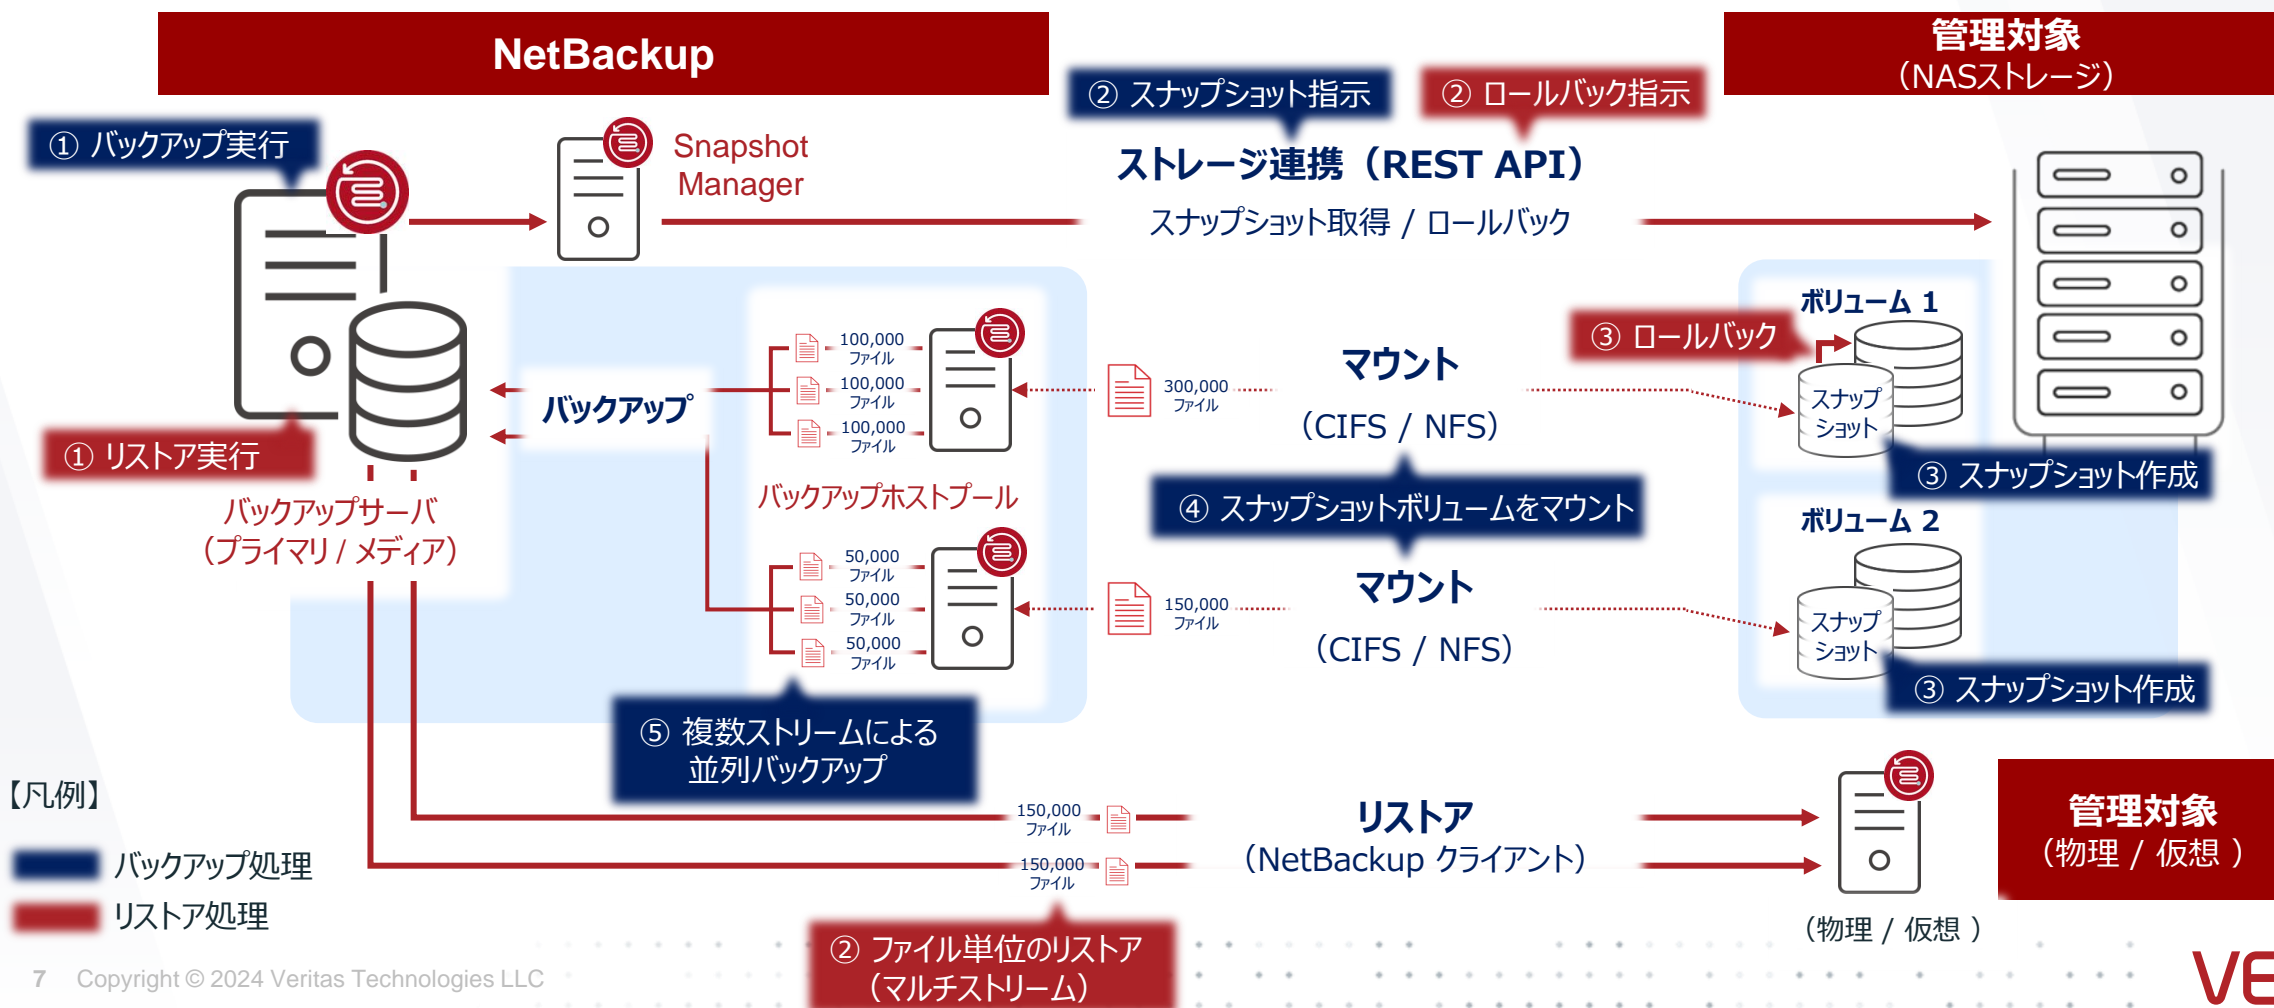 NetBackup
管理対象
（NASストレージ）
② スナップショット指示
② ロールバック指示
① バックアップ実行
Snapshot
Manager
ストレージ連携（REST API）
スナップショット取得 / ロールバック
ボリューム 1
③ ロールバック
スナップ
ショット
③ スナップショット作成
100,000
ファイル
100,000
ファイル
100,000
ファイル
バックアップ
300,000
ファイル
マウント
（CIFS / NFS）
① リストア実行
バックアップサーバ
（プライマリ / メディア）
バックアップホストプール
④ スナップショットボリュームをマウント
ボリューム 2
スナップ
ショット
③ スナップショット作成
50,000
ファイル
50,000
ファイル
50,000
ファイル
150,000
ファイル
マウント
（CIFS / NFS）
⑤ 複数ストリームによる
並列バックアップ
【凡例】
バックアップ処理
リストア処理
150,000
ファイル
150,000
ファイル
リストア
（NetBackup クライアント）
管理対象
（物理 / 仮想 ）
（物理 / 仮想 ）
② ファイル単位のリストア
（マルチストリーム）
7 Copyright © 2024 Veritas Technologies LLC
VE